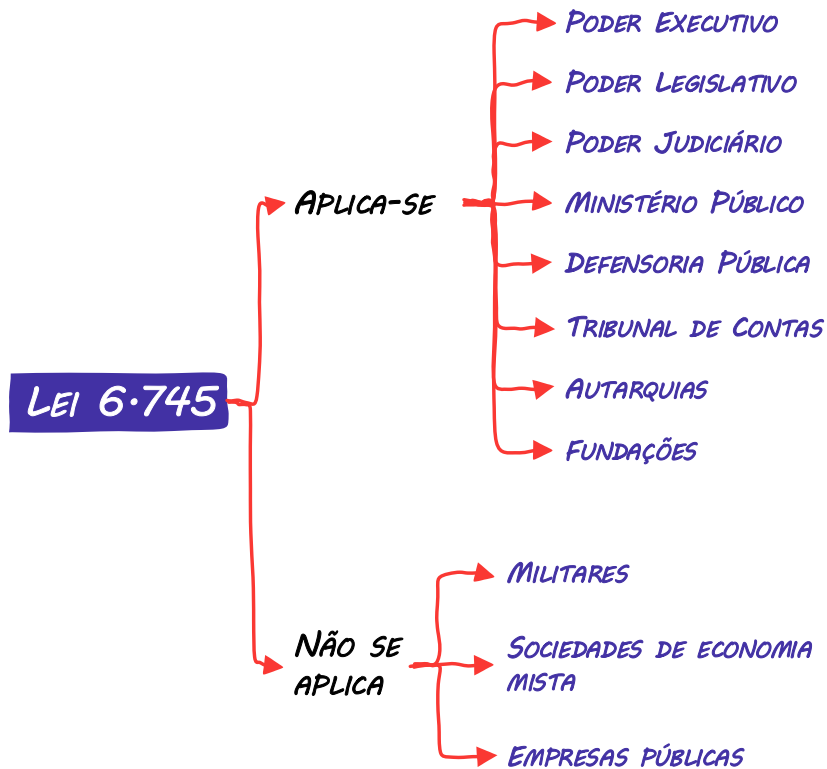 Lei 6.745
Aplica-se
Poder Executivo
Poder Legislativo
Poder Judiciário
Ministério Público
Defensoria Pública
Tribunal de Contas
Autarquias
Fundações
Não se
aplica
Militares
Sociedades de economia
mista
Empresas públicas